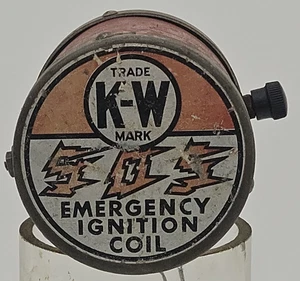 TRADE
K-W
MARK
SOS
EMERGENCY
IGNITION
COIL